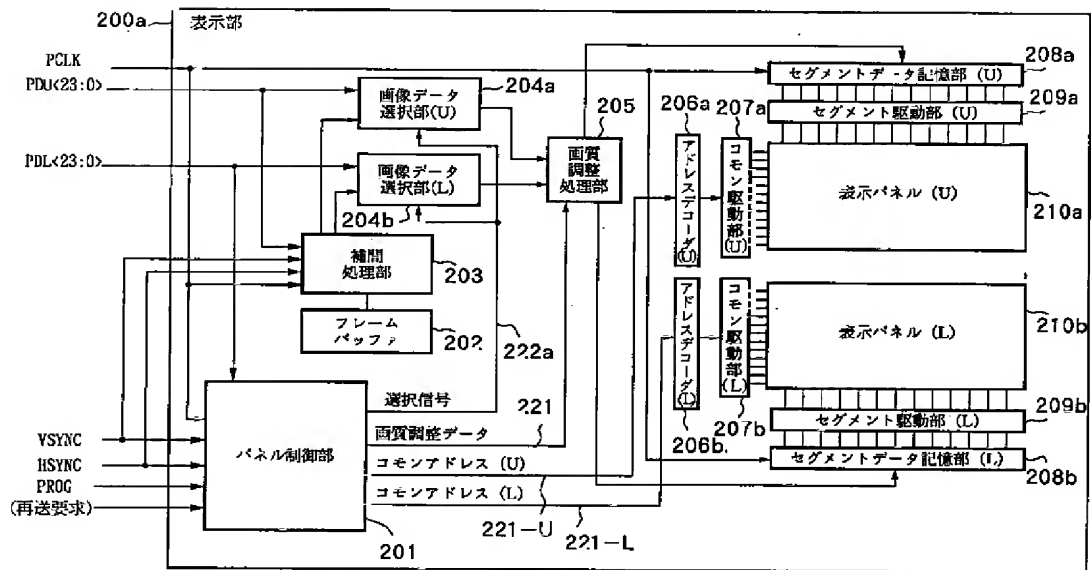 200a
表示部
PCLK
PDU<23:0>
PDL<23:0>
画像データ
選択部(U)
204a
画像データ
選択部(L)
204b
205
画質
調整
処理部
206a
207a
アドレスデコーダ(U)
コモン駆動部(U)
セグメントデータ記憶部 (U)
208a
セグメント駆動部 (U)
209a
表示パネル (U)
210a
補間
処理部
203
フレーム
バッファ
202
222a
アドレスデコーダ(L)
コモン駆動部(L)
206b
207b
表示パネル (L)
210b
セグメント駆動部 (L)
209b
セグメントデータ記憶部 (L)
208b
選択信号
221
画質調整データ
コモンアドレス (U)
コモンアドレス (L)
221-U
221-L
VSYNC
HSYNC
PROG
(再送要求)
パネル制御部
201